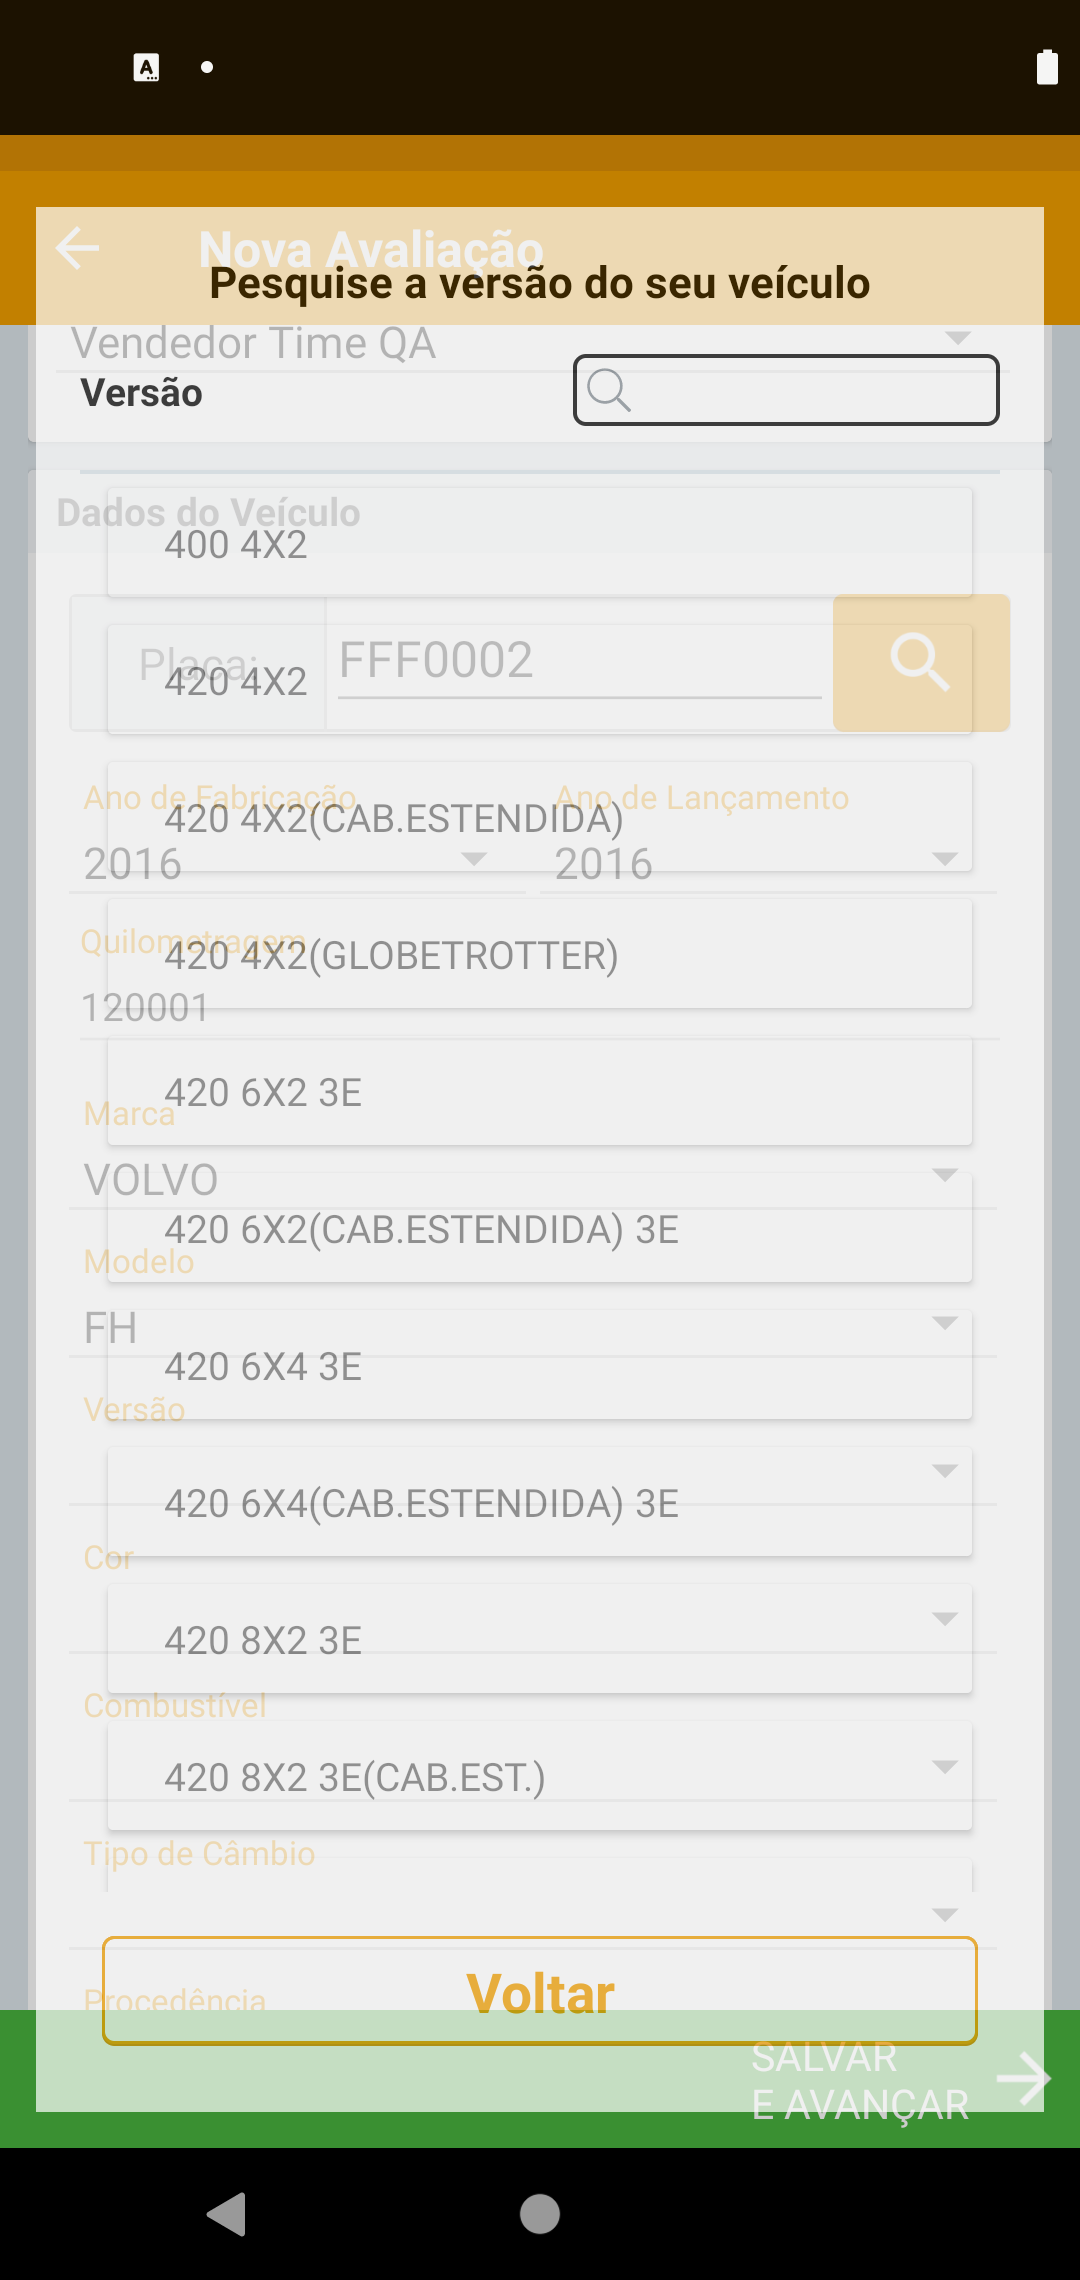 Nova Avaliação
Pesquise a versão do seu veículo
Vendedor Time QA
Versão
Dados do Veículo
400 4X2
Placa:
FFF0002
420 4X2
Ano de Fabricação
Ano de Lançamento
420 4X2(CAB.ESTENDIDA)
2016
2016
Quilometragem
420 4X2(GLOBETROTTER)
120001
420 6X2 3E
Marca
VOLVO
420 6X2(CAB.ESTENDIDA) 3E
Modelo
FH
420 6X4 3E
Versão
420 6X4(CAB.ESTENDIDA) 3E
Cor
420 8X2 3E
Combustível
420 8X2 3E(CAB.EST.)
Tipo de Câmbio
Voltar
Procedência
SALVAR
E AVANÇAR